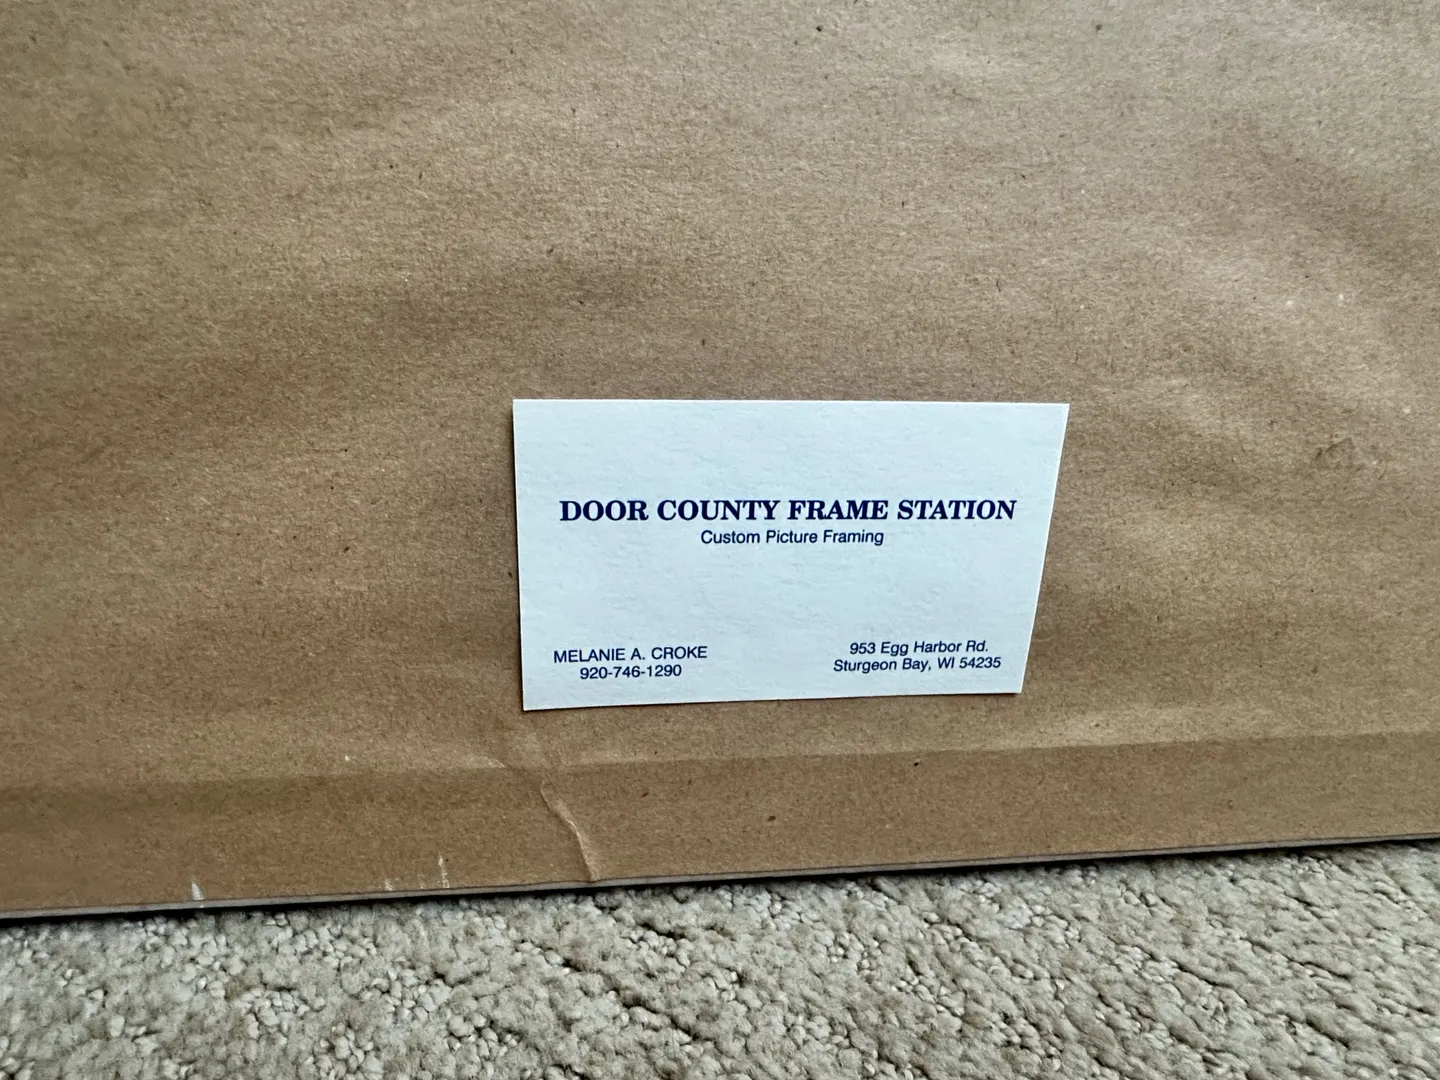 DOOR COUNTY FRAME STATION
Custom Picture Framing
MELANIE A. CROKE
920-746-1290
953 Egg Harbor Rd.
Sturgeon Bay, WI 54235